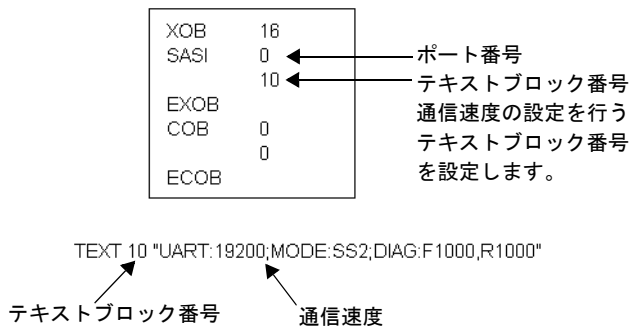 XOB 16
SASI 0
10
EXOB
COB 0
0
ECOB
ポート番号
テキストブロック番号
通信速度の設定を行う
テキストブロック番号
を設定します。
TEXT 10 "UART:19200;MODE:SS2;DIAG:F1000,R1000"
テキストブロック番号
通信速度